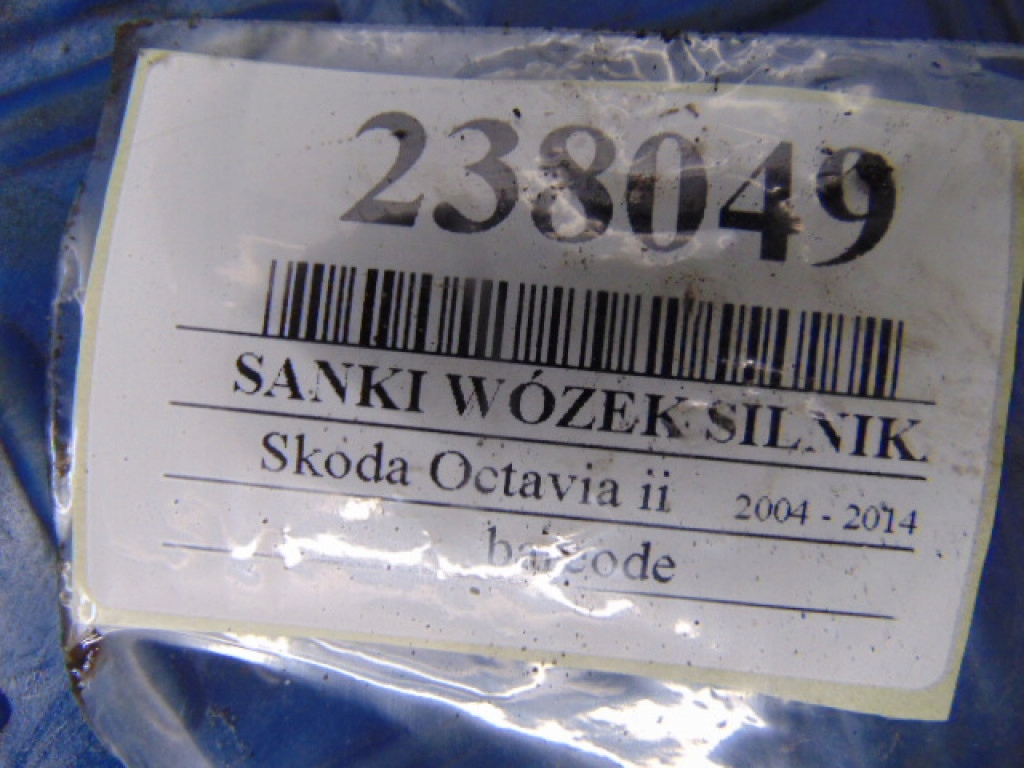 238049
SANKI WÓZEK SILNIK
Skoda Octavia ii 2004 - 2014
barcode